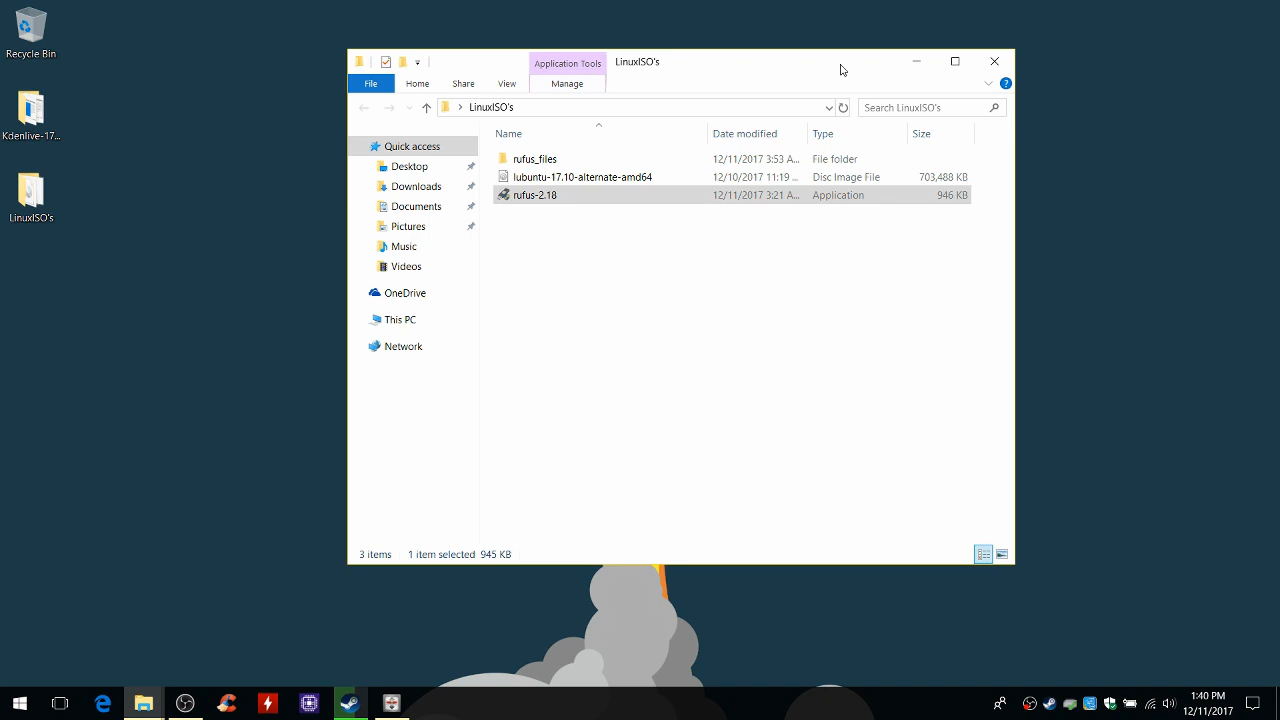 Recycle Bin
Kdenlive-17...
LinuxISO's
Application Tools
LinuxISO's
File
Home
Share
View
Manage
LinuxISO's
Search LinuxISO's
Name
Date modified
Type
Size
rufus_files
12/11/2017 3:53 A...
File folder
lubuntu-17.10-alternate-amd64
12/10/2017 11:19 ...
Disc Image File
703,488 KB
rufus-2.18
12/11/2017 3:21 A...
Application
946 KB
Quick access
Desktop
Downloads
Documents
Pictures
Music
Videos
OneDrive
This PC
Network
3 items
1 item selected 945 KB
1:40 PM
12/11/2017